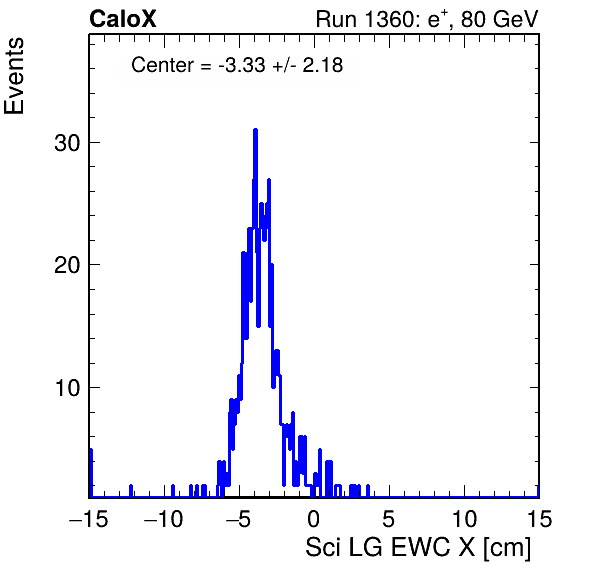 CaloX Run 1360: e⁺, 80 GeV
Events
Center = -3.33 +/- 2.18
30
20
10
−15 −10 −5 0 5 10 15
Sci LG EWC X [cm]